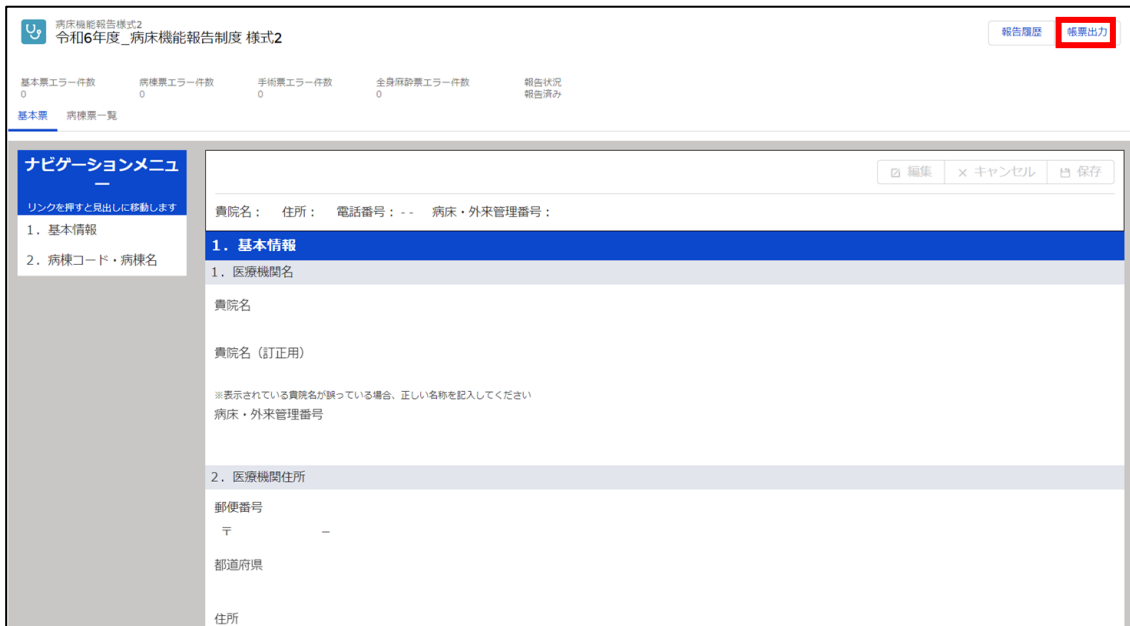 病床機能報告様式2
令和6年度_病床機能報告制度 様式2
報告履歴 帳票出力
基本票エラー件数 病棟票エラー件数 手術票エラー件数 全身麻酔票エラー件数 報告状況
0 0 0 0 報告済み
基本票 病棟票一覧
ナビゲーションメニュ
ー
リンクを押すと見出しに移動します
1．基本情報
2．病棟コード・病棟名
編集 × キャンセル 保存
貴院名： 住所： 電話番号：- - 病床・外来管理番号：
1．基本情報
1．医療機関名
貴院名
貴院名（訂正用）
※表示されている貴院名が誤っている場合、正しい名称を記入してください
病床・外来管理番号
2．医療機関住所
郵便番号
〒 －
都道府県
住所